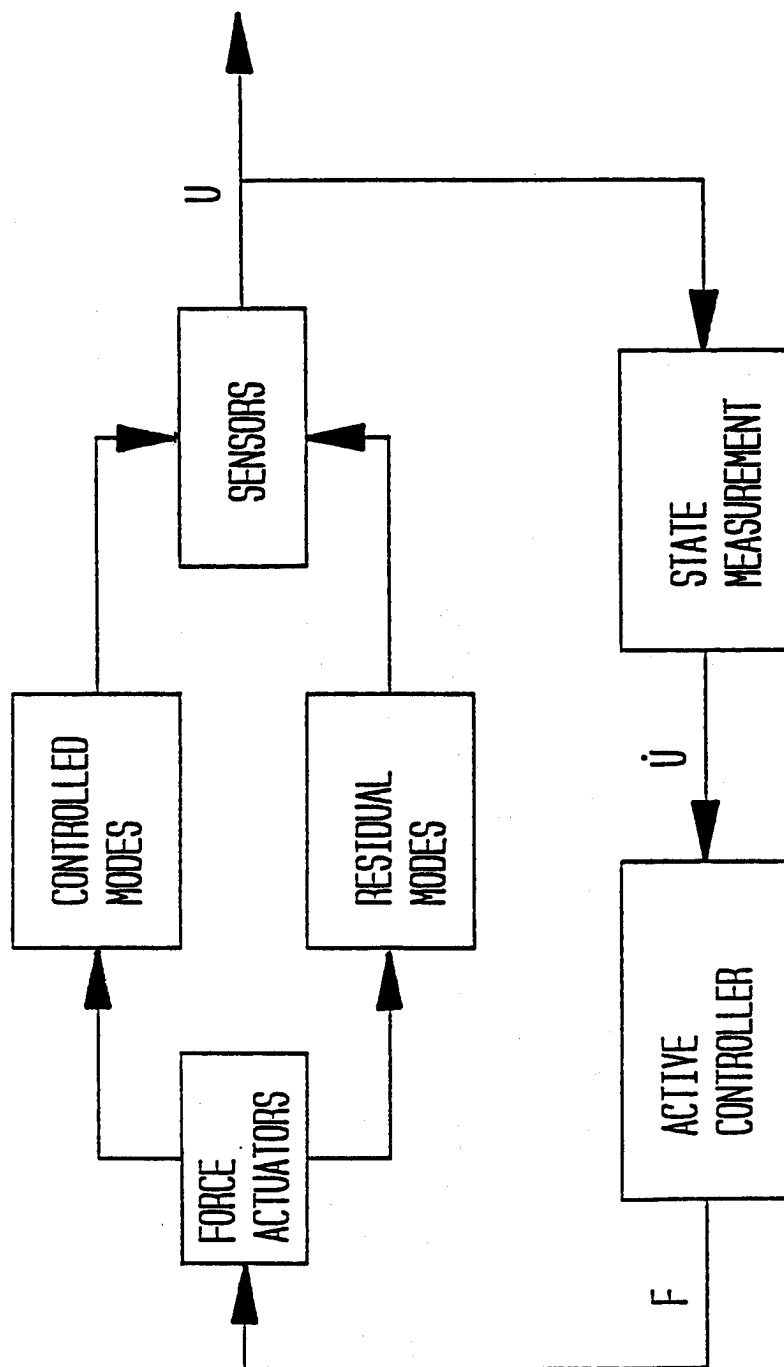 CONTROLLED
MODES
FORCE
ACTUATORS
SENSORS
U
RESIDUAL
MODES
F
ACTIVE
CONTROLLER
U̇
STATE
MEASUREMENT